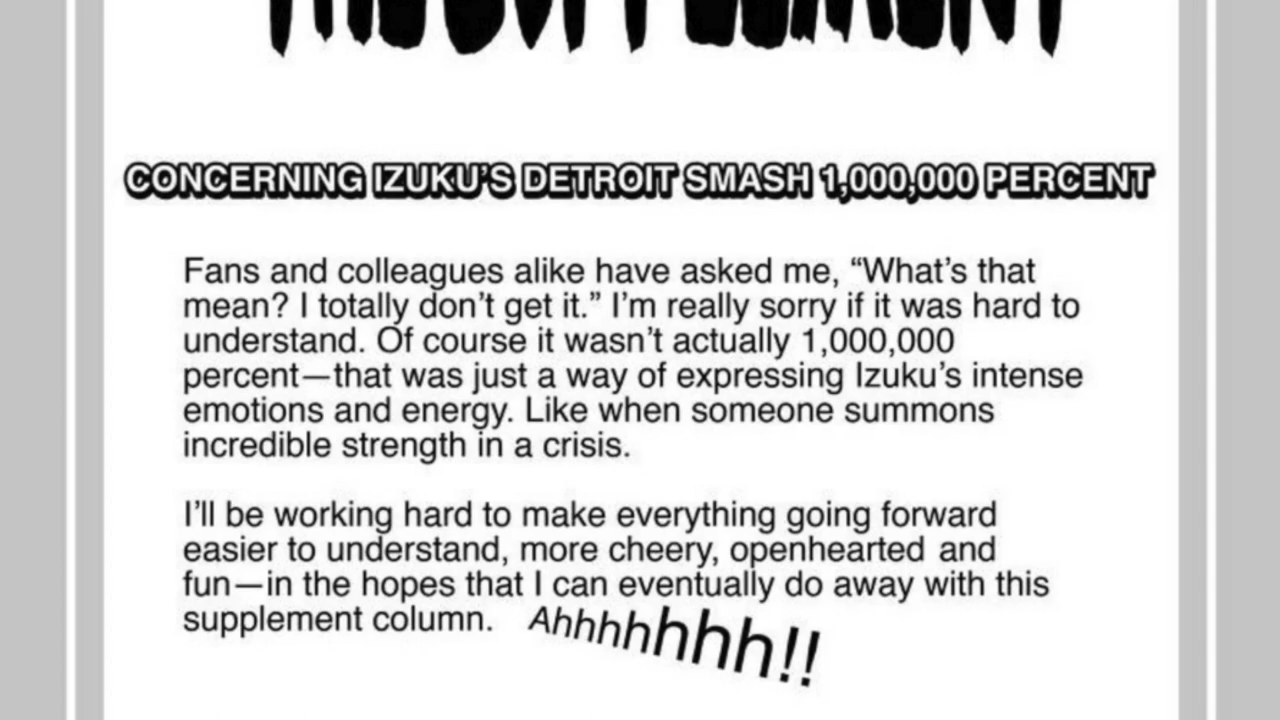 THE SUPPLEMENT
CONCERNING IZUKU'S DETROIT SMASH 1,000,000 PERCENT
Fans and colleagues alike have asked me, “What’s that
mean? I totally don’t get it.” I’m really sorry if it was hard to
understand. Of course it wasn’t actually 1,000,000
percent—that was just a way of expressing Izuku’s intense
emotions and energy. Like when someone summons
incredible strength in a crisis.
I’ll be working hard to make everything going forward
easier to understand, more cheery, openhearted and
fun—in the hopes that I can eventually do away with this
supplement column. Ahhhhhhhh!!